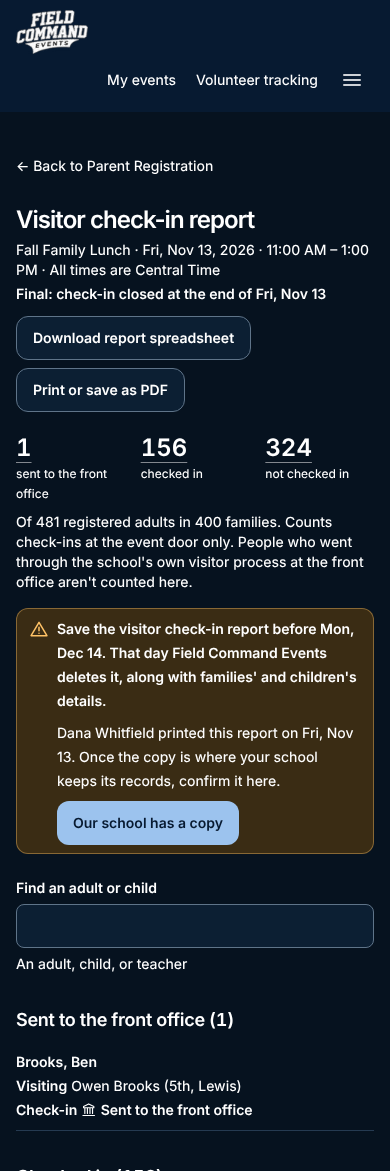 FIELD
COMMAND
EVENTS
My events Volunteer tracking
← Back to Parent Registration
Visitor check-in report
Fall Family Lunch · Fri, Nov 13, 2026 · 11:00 AM – 1:00
PM · All times are Central Time
Final: check-in closed at the end of Fri, Nov 13
Download report spreadsheet
Print or save as PDF
1 156 324
sent to the front checked in not checked in
office
Of 481 registered adults in 400 families. Counts
check-ins at the event door only. People who went
through the school's own visitor process at the front
office aren't counted here.
Save the visitor check-in report before Mon,
Dec 14. That day Field Command Events
deletes it, along with families' and children's
details.
Dana Whitfield printed this report on Fri, Nov
13. Once the copy is where your school
keeps its records, confirm it here.
Our school has a copy
Find an adult or child
An adult, child, or teacher
Sent to the front office (1)
Brooks, Ben
Visiting Owen Brooks (5th, Lewis)
Check-in Sent to the front office